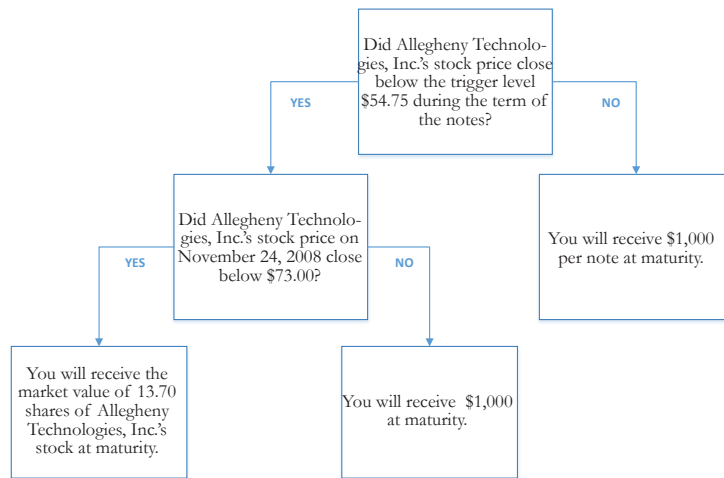 Did Allegheny Technolo-
gies, Inc.'s stock price close
below the trigger level
$54.75 during the term of
the notes?
YES
NO
Did Allegheny Technolo-
gies, Inc.'s stock price on
November 24, 2008 close
below $73.00?
You will receive $1,000
per note at maturity.
YES
NO
You will receive the
market value of 13.70
shares of Allegheny
Technologies, Inc.'s
stock at maturity.
You will receive $1,000
at maturity.